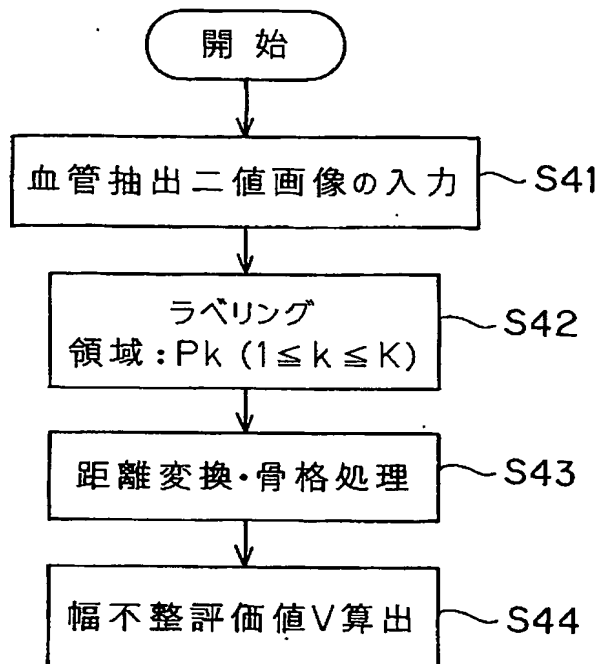 開始
血管抽出二値画像の入力
S41
ラベリング
領域:Pk (1≦k≦K)
S42
距離変換・骨格処理
S43
幅不整評価値V算出
S44